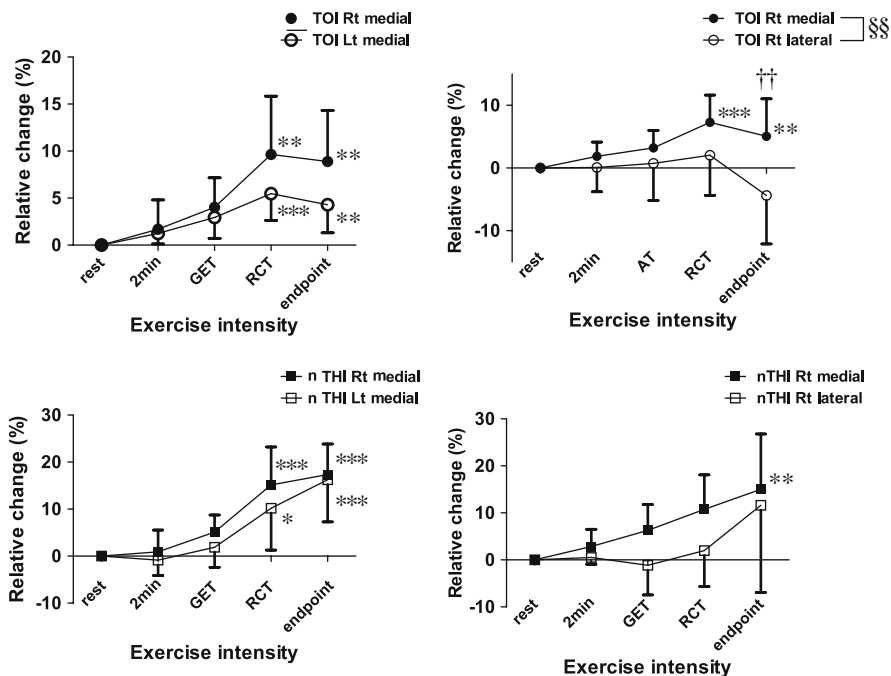 TOI Rt medial
TOI Lt medial
20
15
10
5
0
Relative change (%)
**
**
***
**
rest
2min
GET
RCT
endpoint
Exercise intensity
TOI Rt medial
TOI Rt lateral
§§
10
0
-10
Relative change (%)
***
††
**
rest
2min
AT
RCT
endpoint
Exercise intensity
n THI Rt medial
n THI Lt medial
30
20
10
0
-10
Relative change (%)
***
***
*
***
rest
2min
GET
RCT
endpoint
Exercise intensity
nTHI Rt medial
nTHI Rt lateral
30
20
10
0
-10
Relative change (%)
**
rest
2min
GET
RCT
endpoint
Exercise intensity